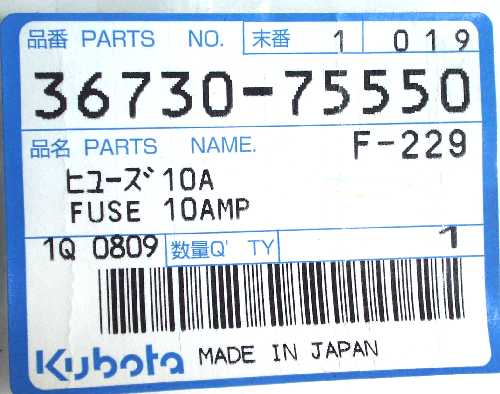 品番 PARTS NO. 末番 1 019
36730-75550
品名 PARTS NAME. F-229
ヒューズ 10A
FUSE 10AMP
1Q 0809 数量Q'TY 1
Kubota MADE IN JAPAN